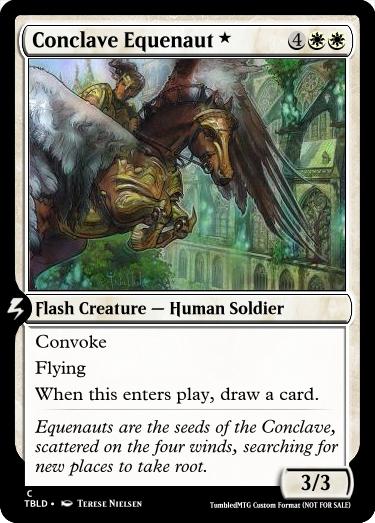 Conclave Equenaut ★ 4
Flash Creature — Human Soldier
Convoke
Flying
When this enters play, draw a card.
Equenauts are the seeds of the Conclave,
scattered on the four winds, searching for
new places to take root.
3/3
C
TBLD • Terese Nielsen
TumbledMTG Custom Format (NOT FOR SALE)